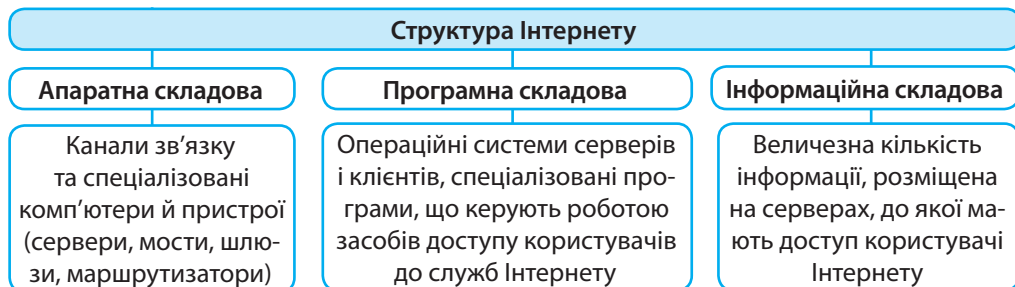 Структура Інтернету
Апаратна складова
Програмна складова
Інформаційна складова
Канали зв’язку
та спеціалізовані
комп’ютери й пристрої
(сервери, мости, шлю-
зи, маршрутизатори)
Операційні системи серверів
і клієнтів, спеціалізовані про-
грами, що керують роботою
засобів доступу користувачів
до служб Інтернету
Величезна кількість
інформації, розміщена
на серверах, до якої ма-
ють доступ користувачі
Інтернету